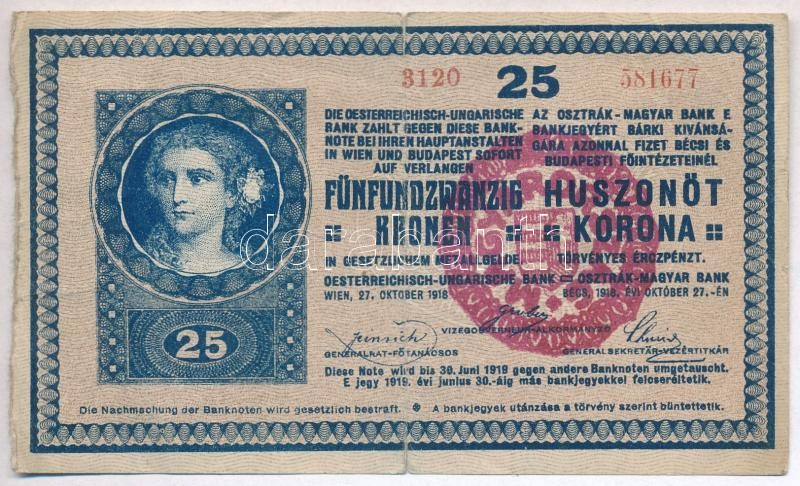 3120 25 581677
DIE OESTERREICHISCH-UNGARISCHE
BANK ZAHLT GEGEN DIESE BANK-
NOTE BEI IHREN HAUPTANSTALTEN
IN WIEN UND BUDAPEST SOFORT
AUF VERLANGEN
FÜNFUNDZWANZIG
KRONEN
IN GESETZLICHEM METALLGELDE
OESTERREICHISCH-UNGARISCHE BANK
WIEN, 27. OKTOBER 1918
AZ OSZTRÁK-MAGYAR BANK E
BANKJEGYÉRT BÁRKI KIVÁNSÁ-
GÁRA AZONNAL FIZET BÉCSI ÉS
BUDAPESTI FŐINTÉZETEINÉL
HUSZONÖT
KORONA
TÖRVÉNYES ÉRCZPÉNZT.
OSZTRÁK-MAGYAR BANK
BÉCS, 1918. ÉVI OKTOBER 27.-ÉN
VIZEGOUVERNEUR-ALKORMÁNYZÓ
GENERALRAT-FŐTANÁCSOS
GENERALSEKRETÄR-VEZÉRTITKÁR
Diese Note wird bis 30. Juni 1919 gegen andere Banknoten umgetauscht.
E jegy 1919. évi junius 30.-áig más bankjegyekkel felcseréltetik.
25
Die Nachmachung der Banknoten wird gesetzlich bestraft. ※ A bankjegyek utánzása a törvény szerint büntettetik.
darabanth